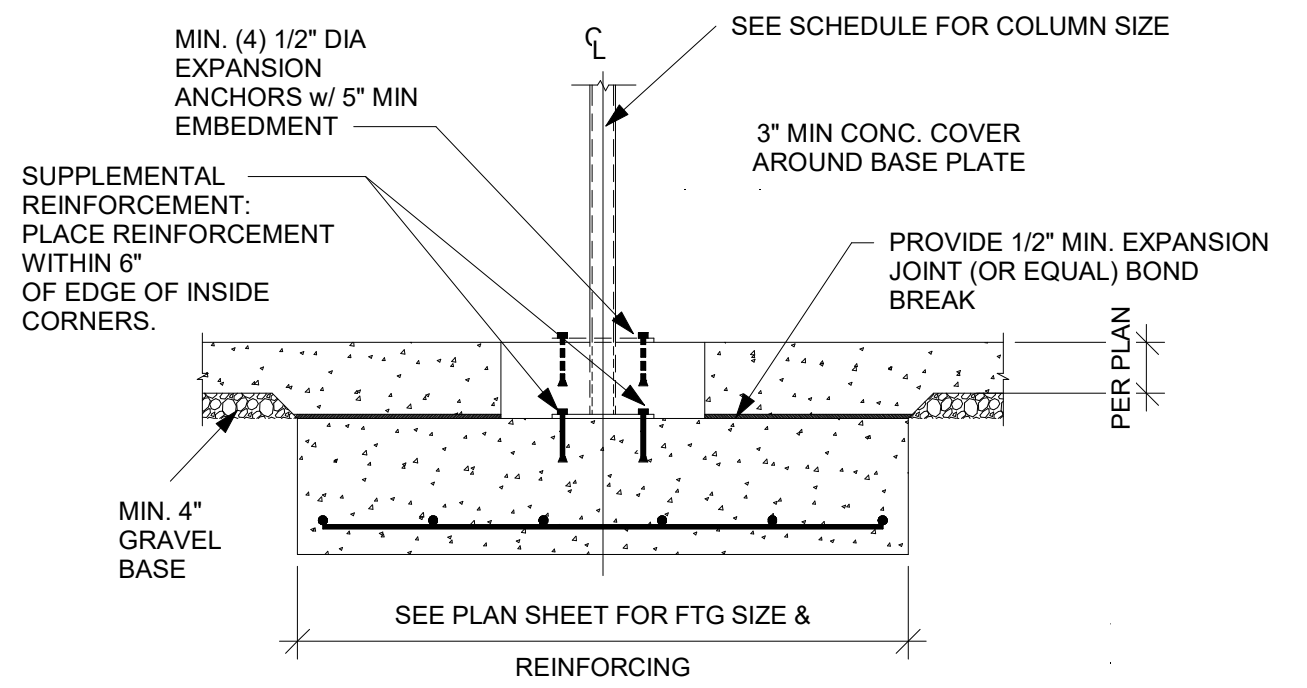 MIN. (4) 1/2" DIA
EXPANSION
ANCHORS w/ 5" MIN
EMBEDMENT
SUPPLEMENTAL
REINFORCEMENT:
PLACE REINFORCEMENT
WITHIN 6"
OF EDGE OF INSIDE
CORNERS.
MIN. 4"
GRAVEL
BASE
CL
SEE SCHEDULE FOR COLUMN SIZE
3" MIN CONC. COVER
AROUND BASE PLATE
PROVIDE 1/2" MIN. EXPANSION
JOINT (OR EQUAL) BOND
BREAK
PER PLAN
SEE PLAN SHEET FOR FTG SIZE &
REINFORCING